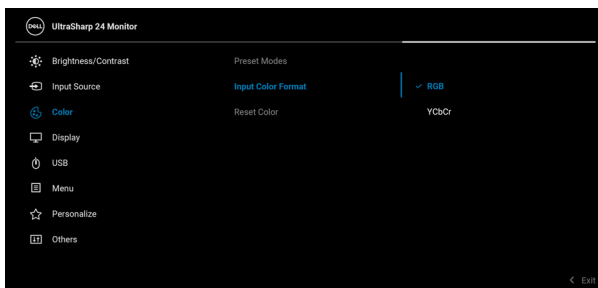 DELL UltraSharp 24 Monitor
Brightness/Contrast Preset Modes
Input Source Input Color Format RGB
Color Reset Color YCbCr
Display
USB
Menu
Personalize
Others
Exit